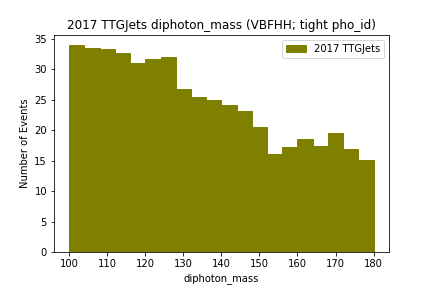 2017 TTGJets diphoton_mass (VBFHH; tight pho_id)
2017 TTGJets
35
30
25
20
15
10
5
0
Number of Events
100 110 120 130 140 150 160 170 180
diphoton_mass